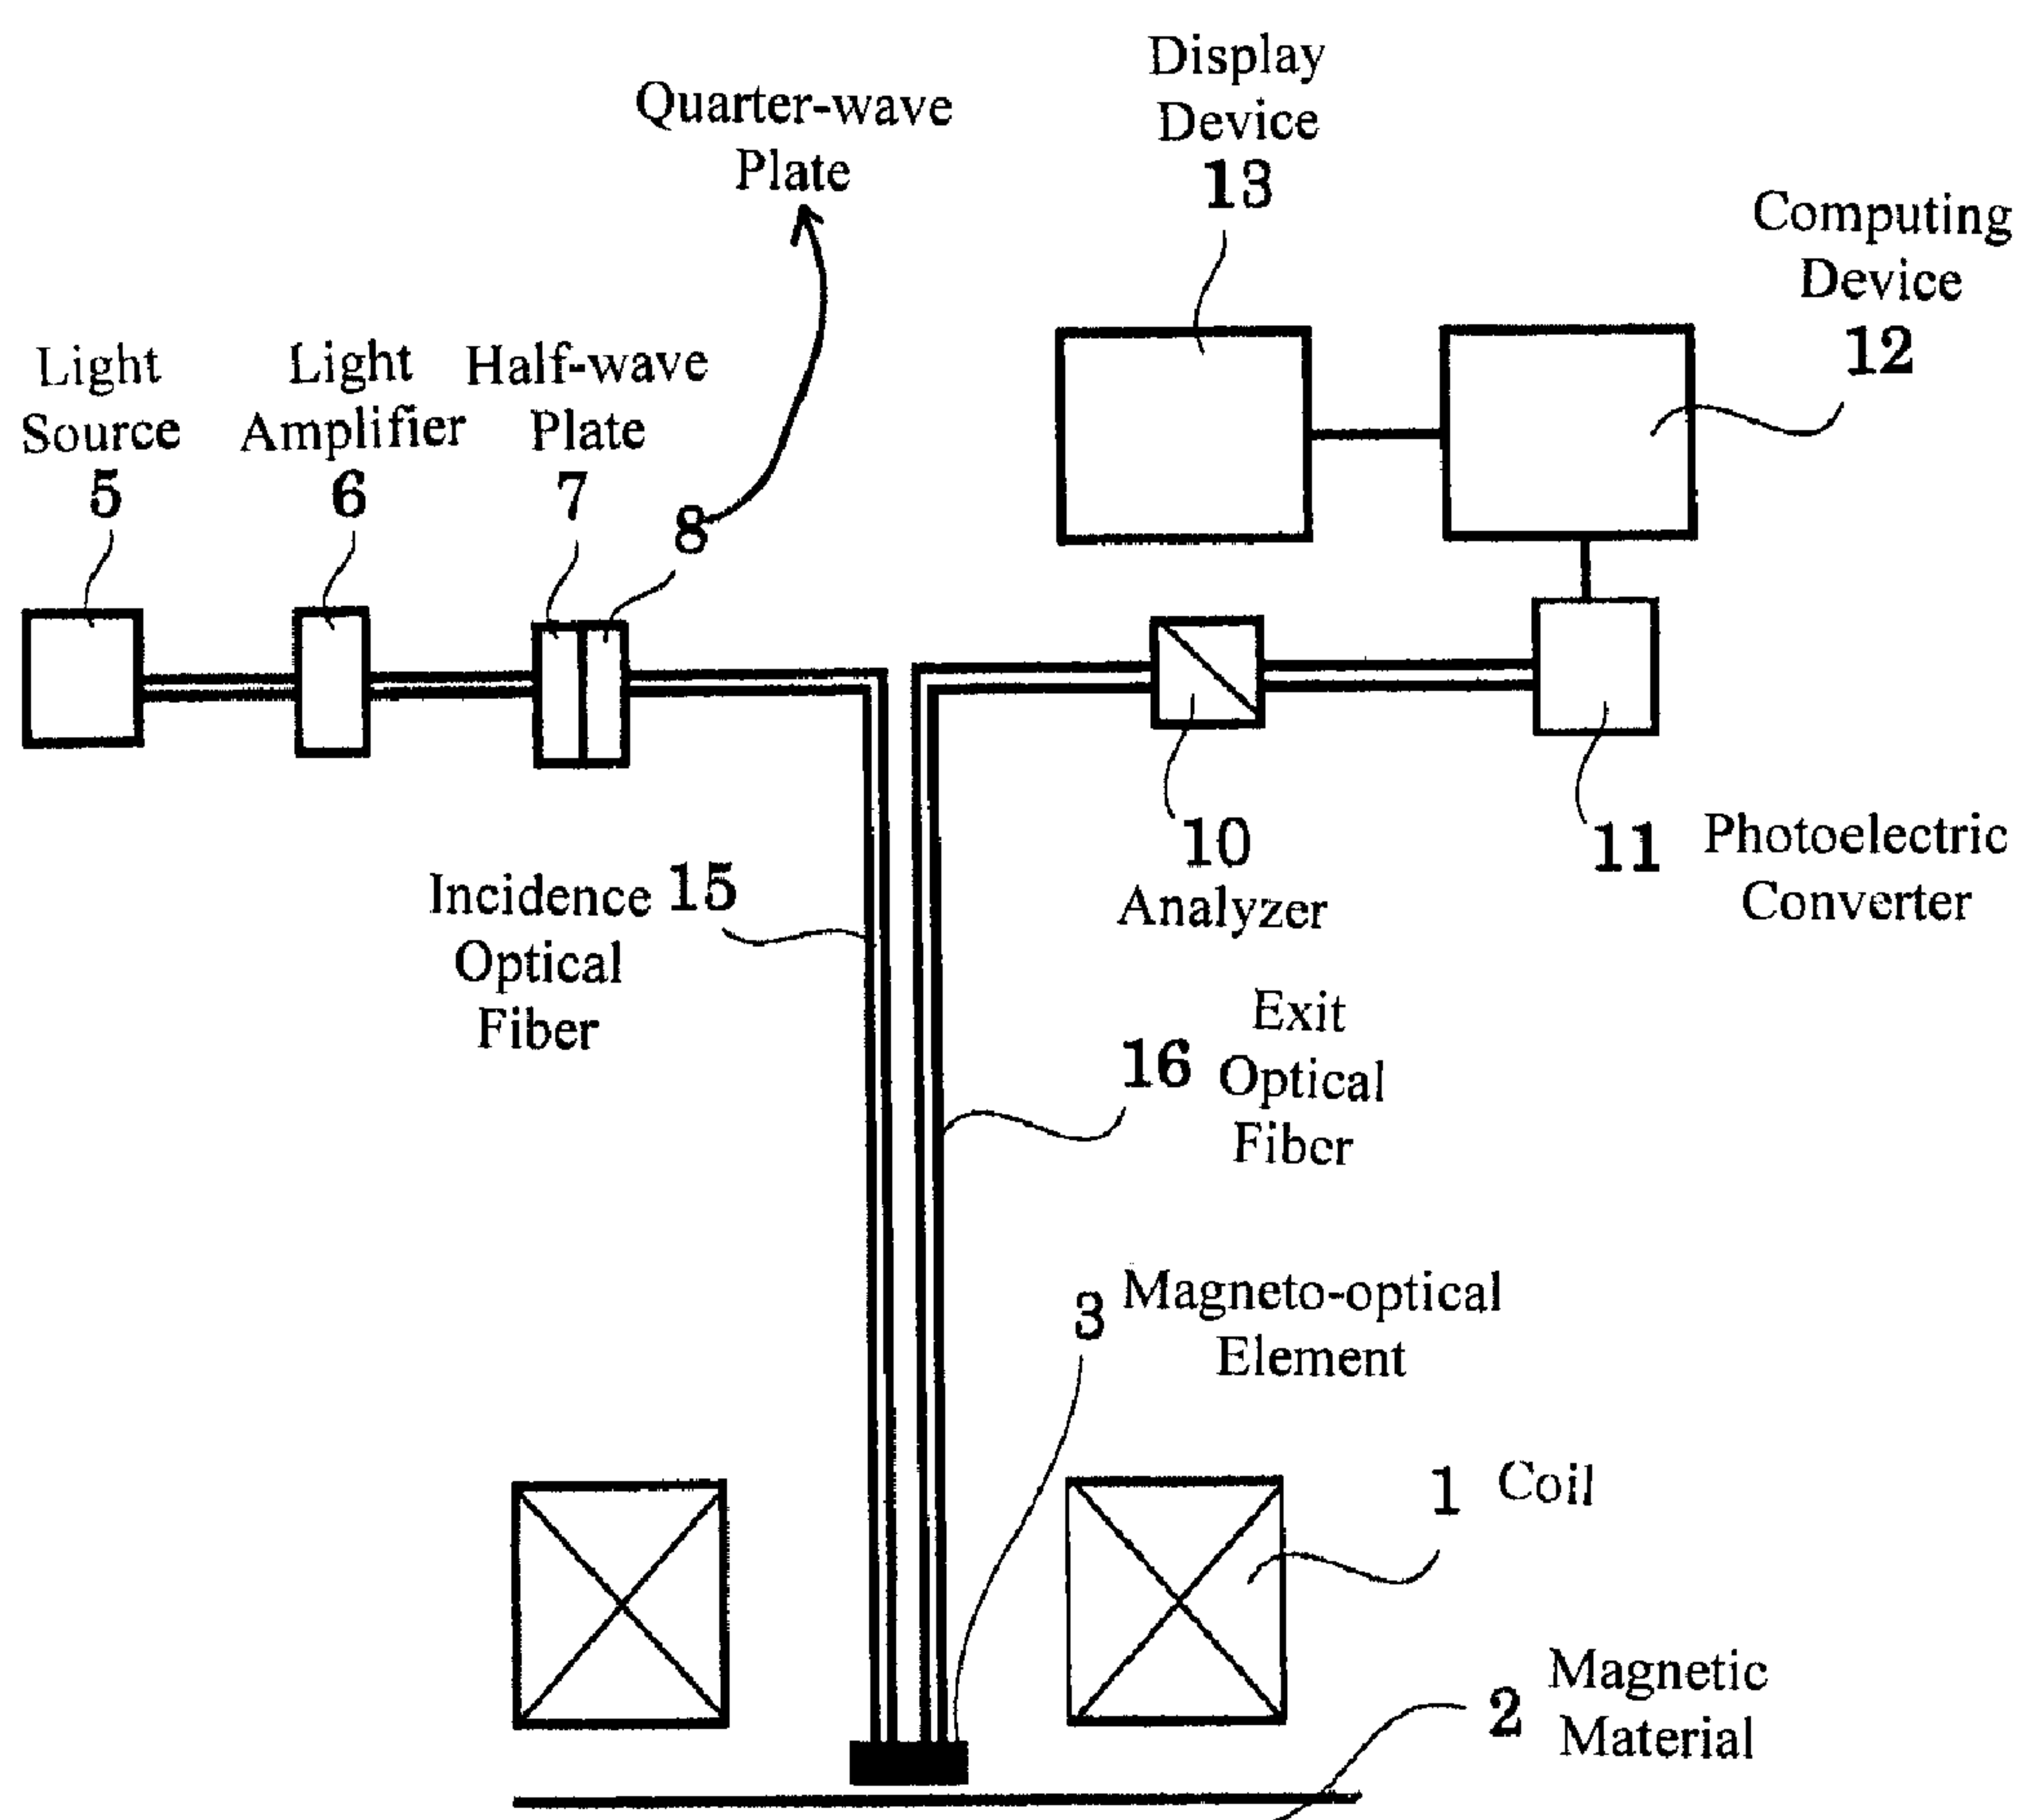 Display
Device
13
Quarter-wave
Plate
Computing
Device
12
Light
Source
5
Light
Amplifier
6
Half-wave
Plate
7
8
10
Analyzer
11 Photoelectric
Converter
Incidence 15
Optical
Fiber
Exit
16 Optical
Fiber
3 Magneto-optical
Element
1 Coil
2 Magnetic
Material